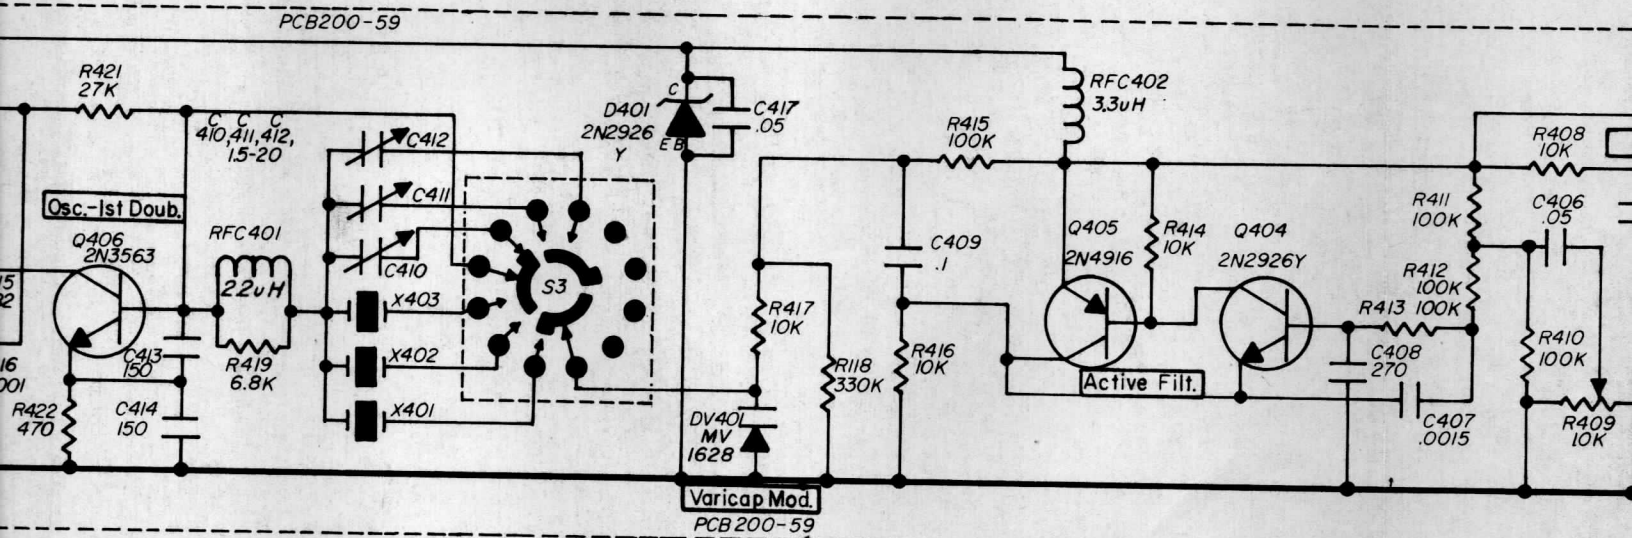 PCB200-59
R421
27K
C C C
410,411,412,
1.5-20
C412
C411
C410
Osc.-1st Doub.
Q406
2N3563
RFC401
22uH
R419
6.8K
C413
150
C414
150
R422
470
X403
X402
X401
S3
C
D401
2N2926
Y
E B
C417
.05
RFC402
3.3uH
R415
100K
C409
.1
R417
10K
R118
330K
R416
10K
DV401
MV
1628
Varicap Mod.
PCB200-59
Q405
2N4916
R414
10K
Q404
2N2926Y
Active Filt.
R413 100K
C408
270
C407
.0015
R411
100K
R412
100K
R408
10K
C406
.05
R410
100K
R409
10K